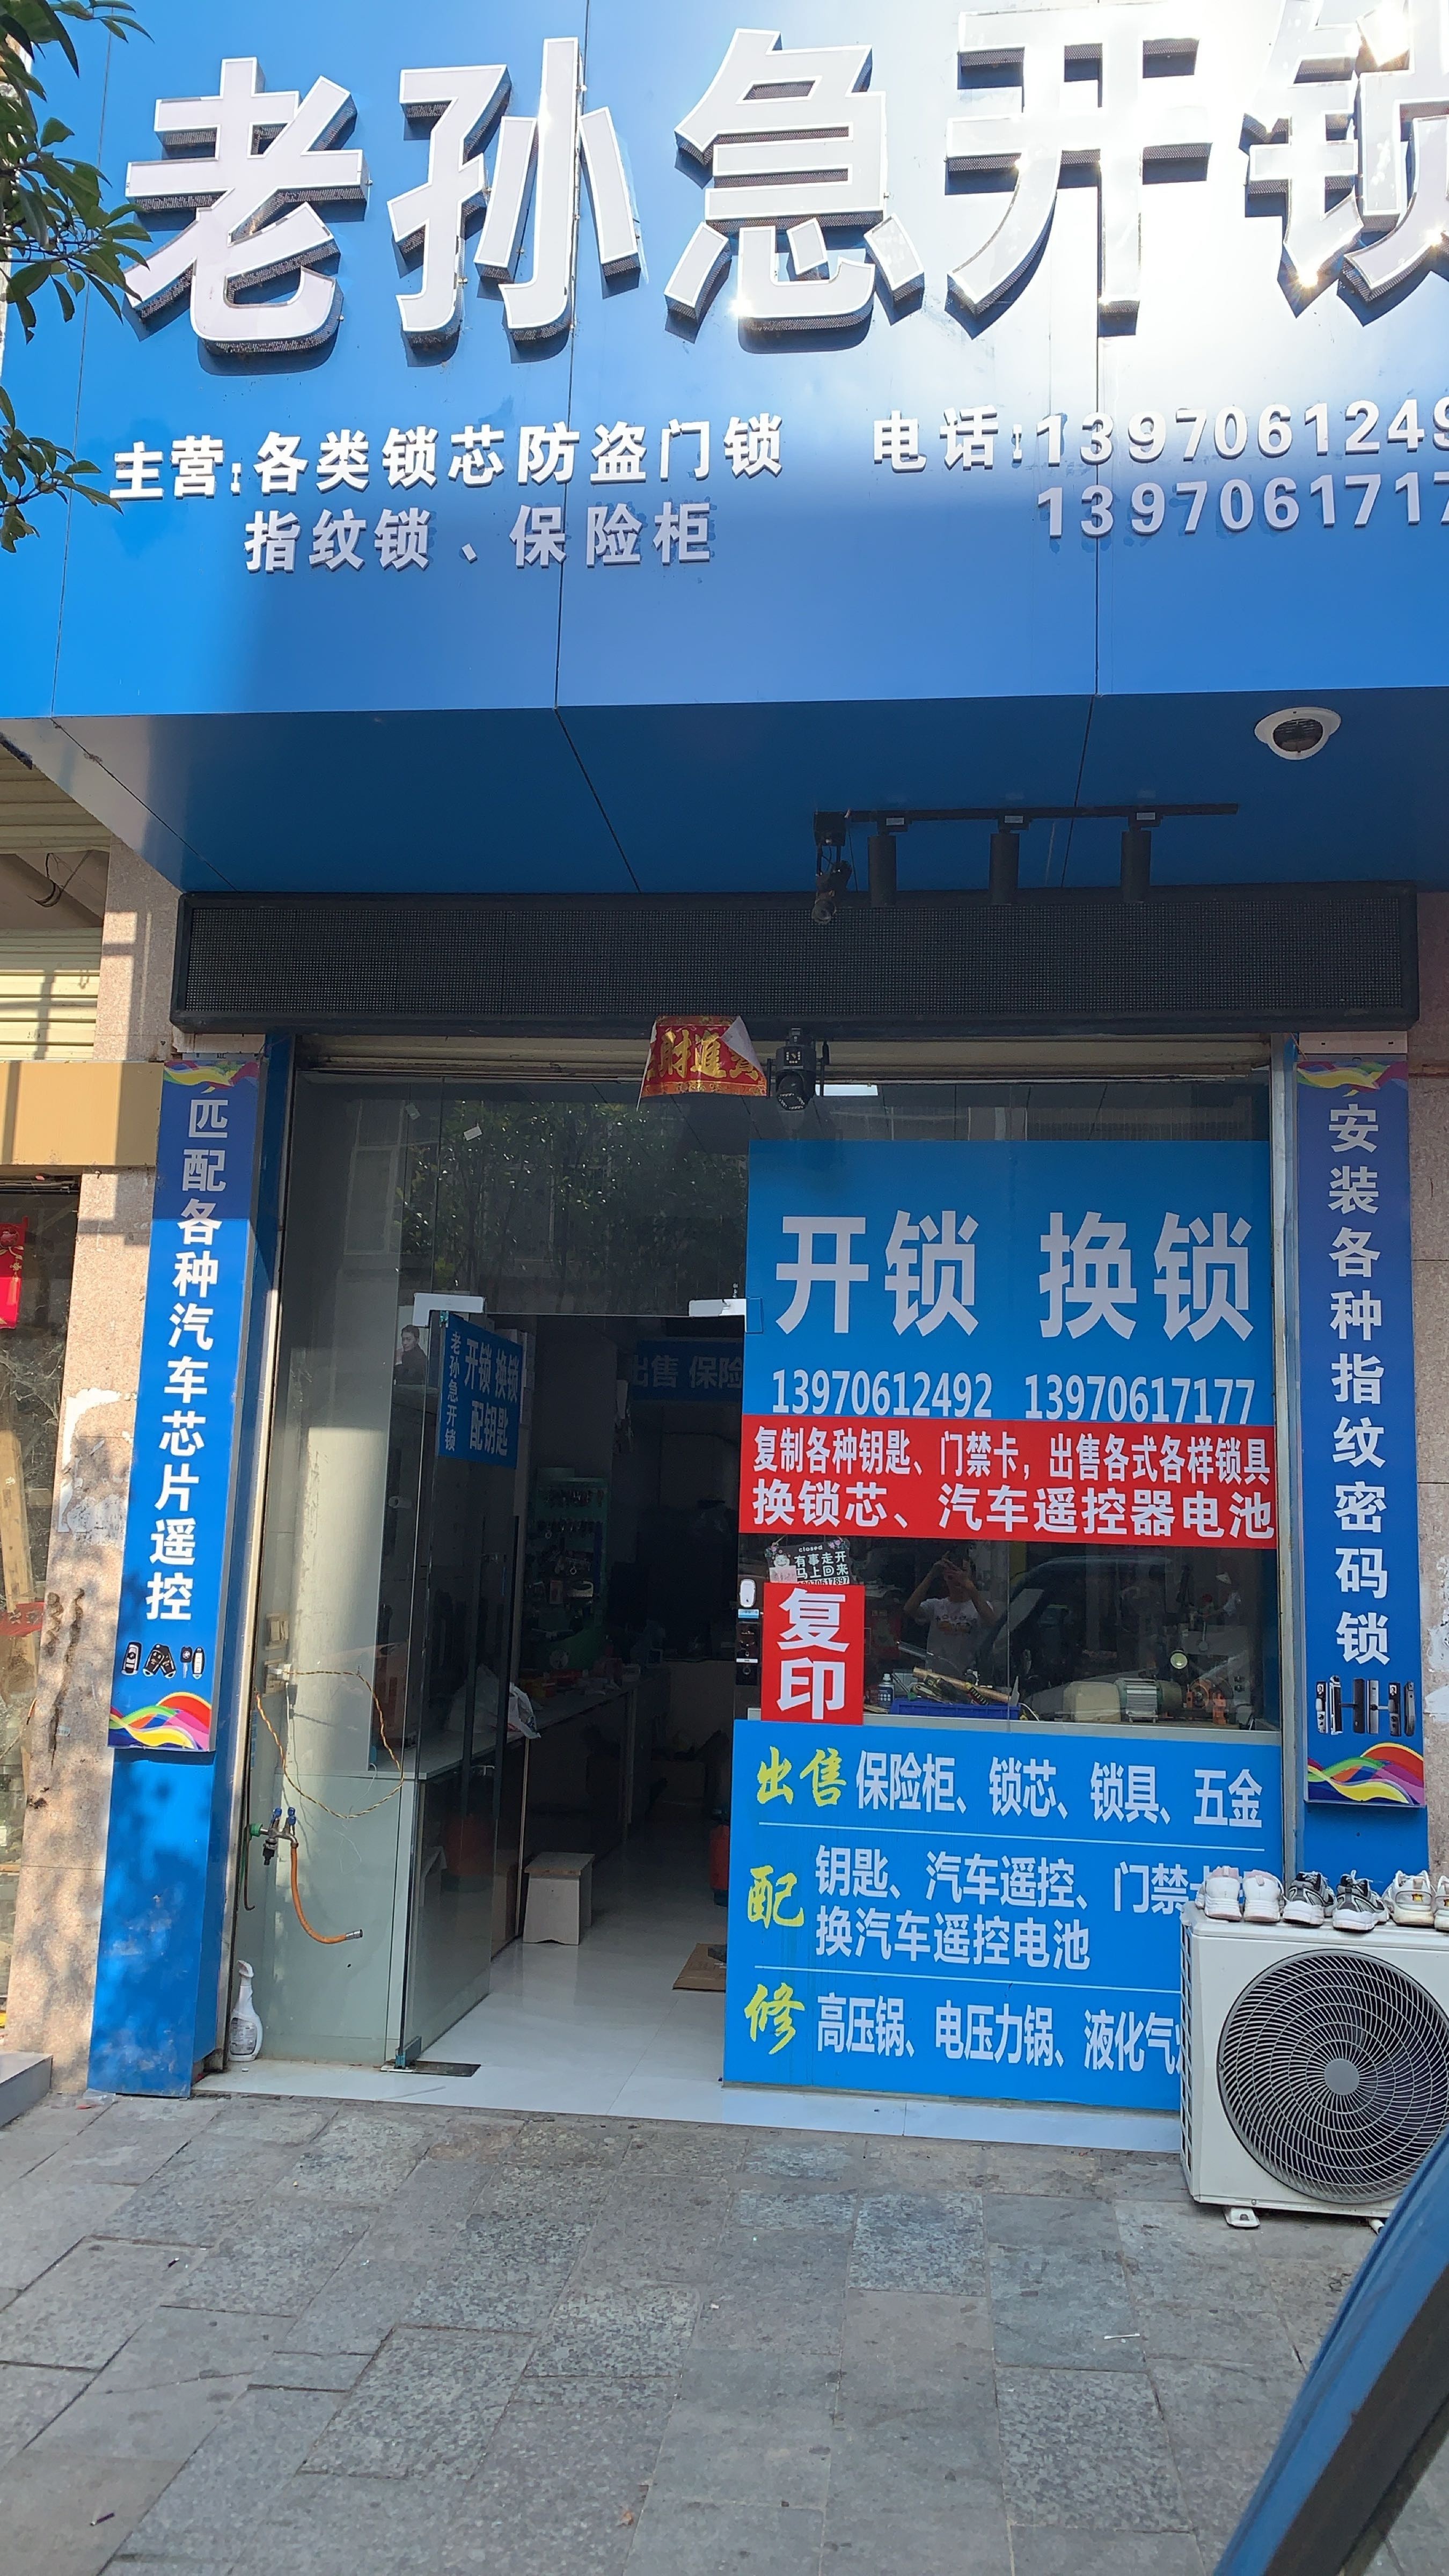 老孙急开锁
主营:各类锁芯防盗门锁
指纹锁、保险柜
电话:1397061249
1397061717
財進
匹配各种汽车芯片遥控
安装各种指纹密码锁
老孙急开锁
开锁 换锁
配钥匙
出售 保险
开锁 换锁
13970612492 13970617177
复制各种钥匙、门禁卡，出售各式各样锁具
换锁芯、汽车遥控器电池
closed
有事走开
马上回来
复印
出售 保险柜、锁芯、锁具、五金
配 钥匙、汽车遥控、门禁
换汽车遥控电池
修 高压锅、电压力锅、液化气